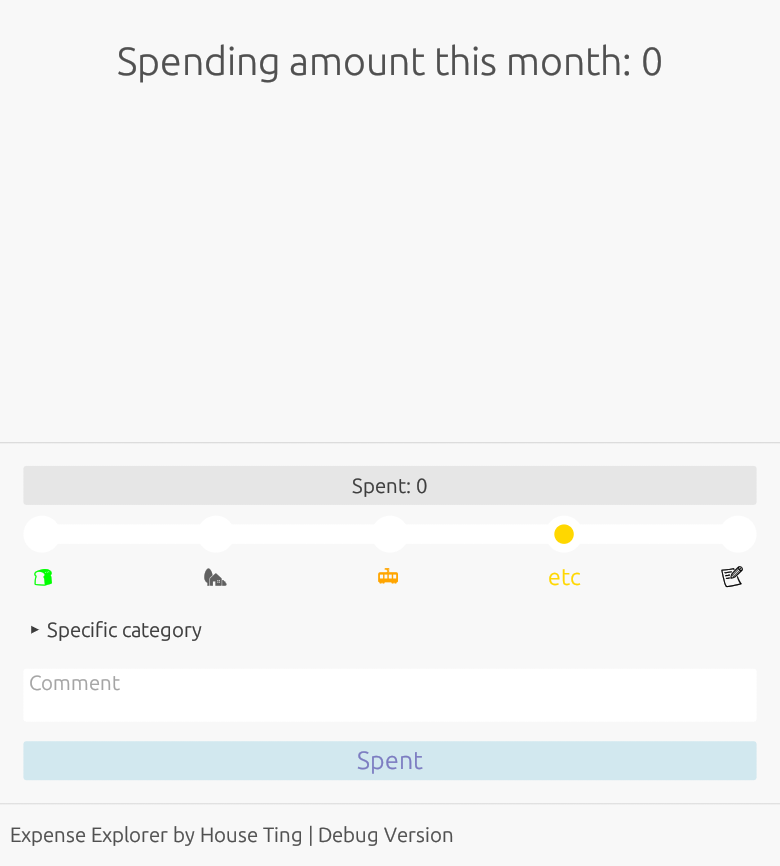 Spending amount this month: 0
Spent: 0
etc
Specific category
Comment
Spent
Expense Explorer by House Ting | Debug Version